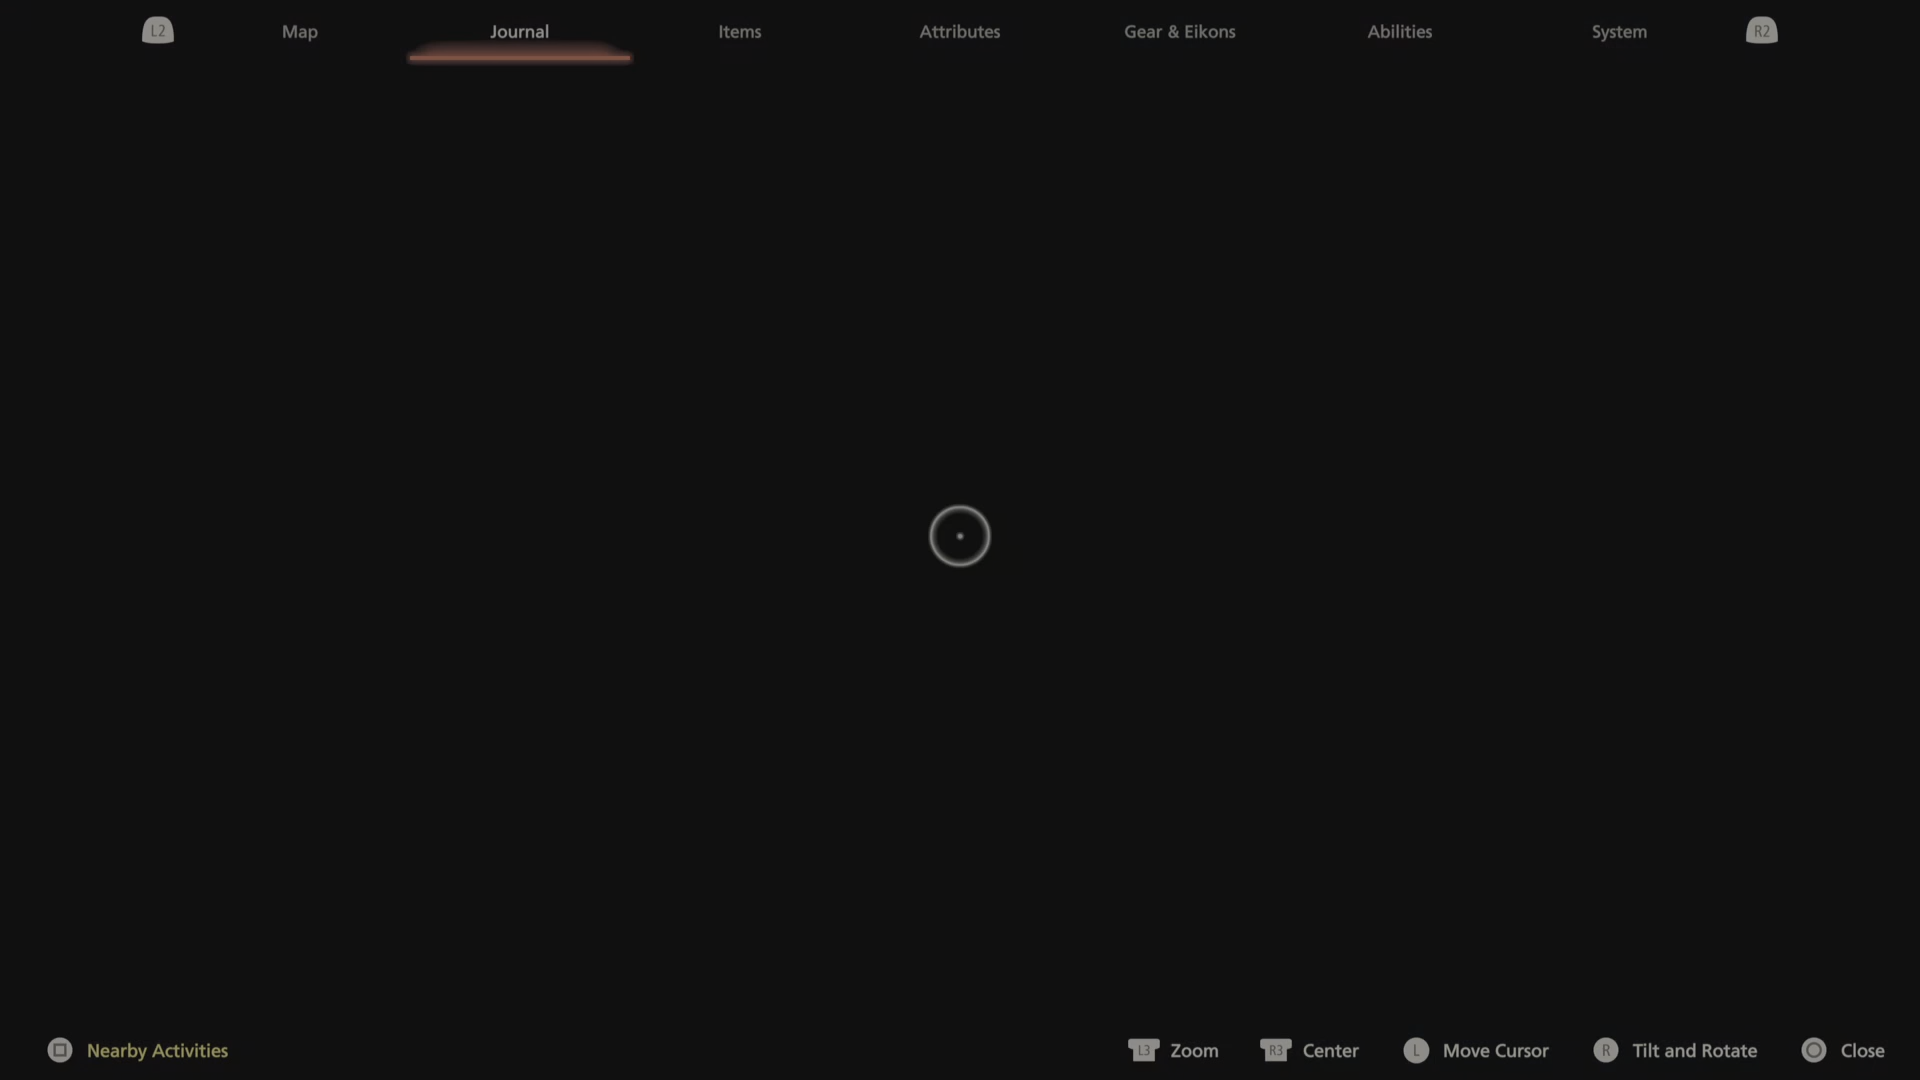 L2 Map Journal Items Attributes Gear & Eikons Abilities System R2
Nearby Activities L3 Zoom R3 Center L Move Cursor R Tilt and Rotate Close